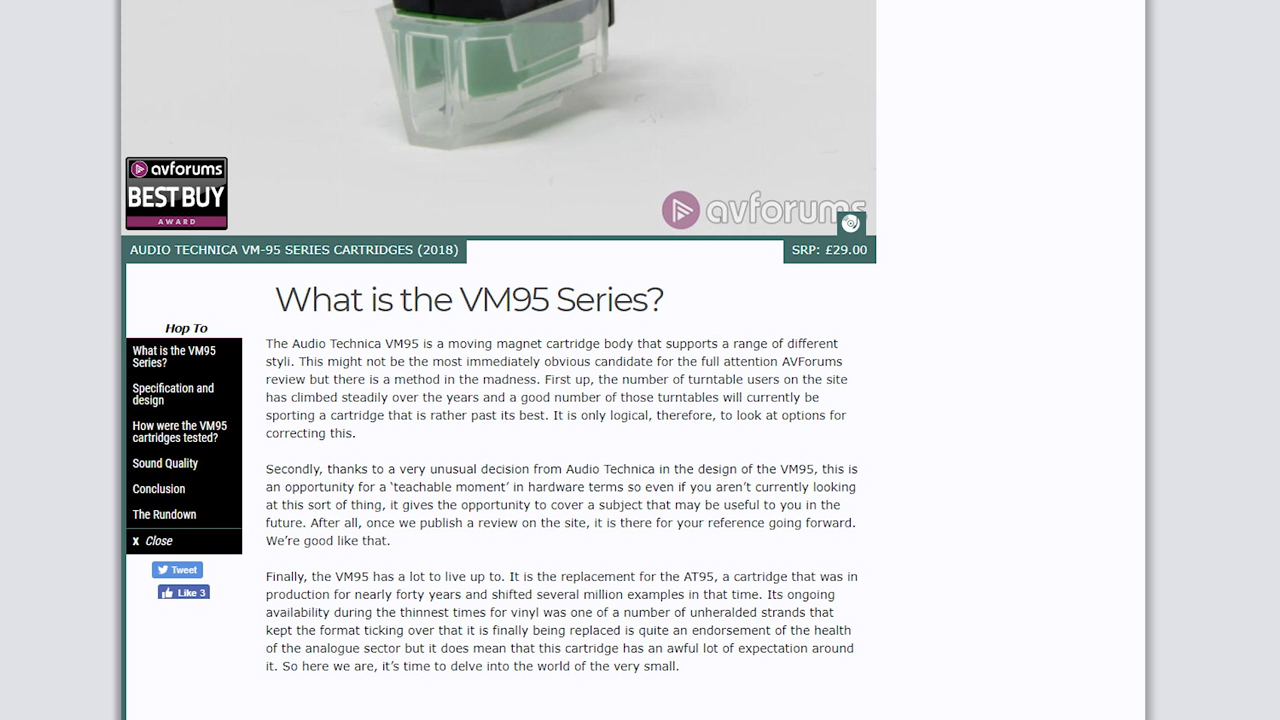 avforums
BEST BUY
AWARD
avforums
AUDIO TECHNICA VM-95 SERIES CARTRIDGES (2018)
SRP: £29.00
What is the VM95 Series?
Hop To
What is the VM95
Series?
Specification and
design
How were the VM95
cartridges tested?
Sound Quality
Conclusion
The Rundown
x Close
Tweet
Like 3
The Audio Technica VM95 is a moving magnet cartridge body that supports a range of different
styli. This might not be the most immediately obvious candidate for the full attention AVForums
review but there is a method in the madness. First up, the number of turntable users on the site
has climbed steadily over the years and a good number of those turntables will currently be
sporting a cartridge that is rather past its best. It is only logical, therefore, to look at options for
correcting this.
Secondly, thanks to a very unusual decision from Audio Technica in the design of the VM95, this is
an opportunity for a ‘teachable moment’ in hardware terms so even if you aren’t currently looking
at this sort of thing, it gives the opportunity to cover a subject that may be useful to you in the
future. After all, once we publish a review on the site, it is there for your reference going forward.
We’re good like that.
Finally, the VM95 has a lot to live up to. It is the replacement for the AT95, a cartridge that was in
production for nearly forty years and shifted several million examples in that time. Its ongoing
availability during the thinnest times for vinyl was one of a number of unheralded strands that
kept the format ticking over that it is finally being replaced is quite an endorsement of the health
of the analogue sector but it does mean that this cartridge has an awful lot of expectation around
it. So here we are, it’s time to delve into the world of the very small.